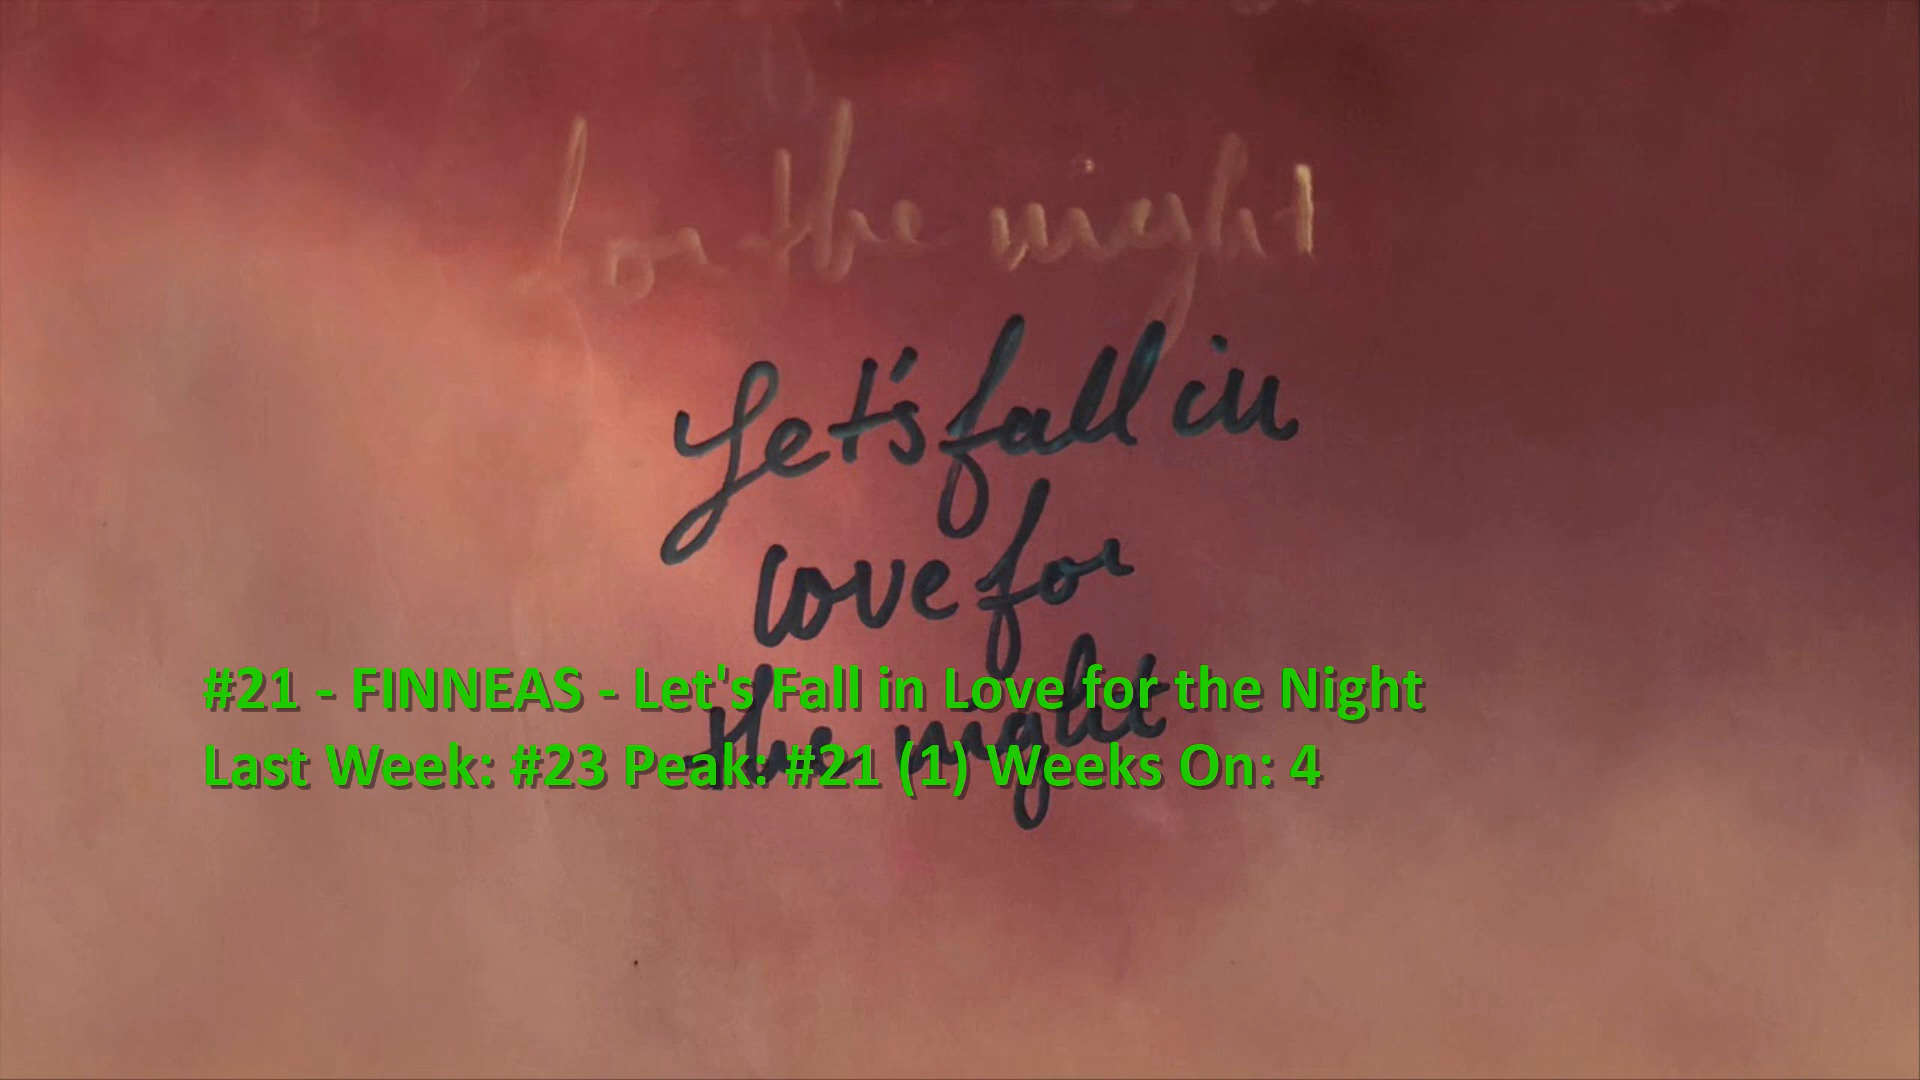 for the night
Let's fall in
love for
the night
#21 - FINNEAS - Let's Fall in Love for the Night
Last Week: #23 Peak: #21 (1) Weeks On: 4